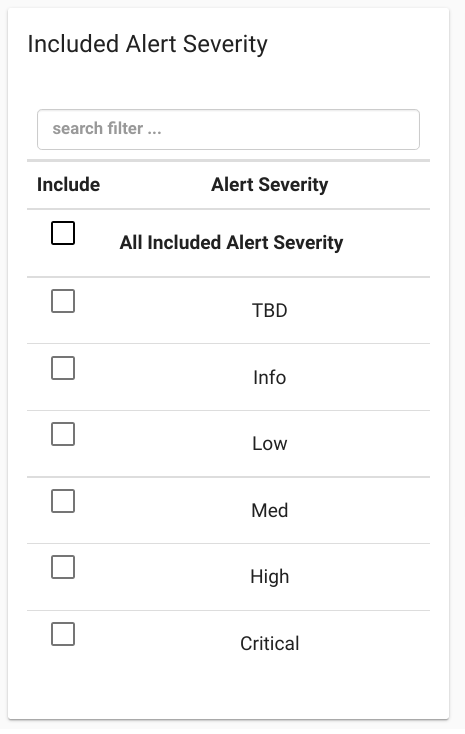 Included Alert Severity
search filter ...
Include Alert Severity
All Included Alert Severity
TBD
Info
Low
Med
High
Critical